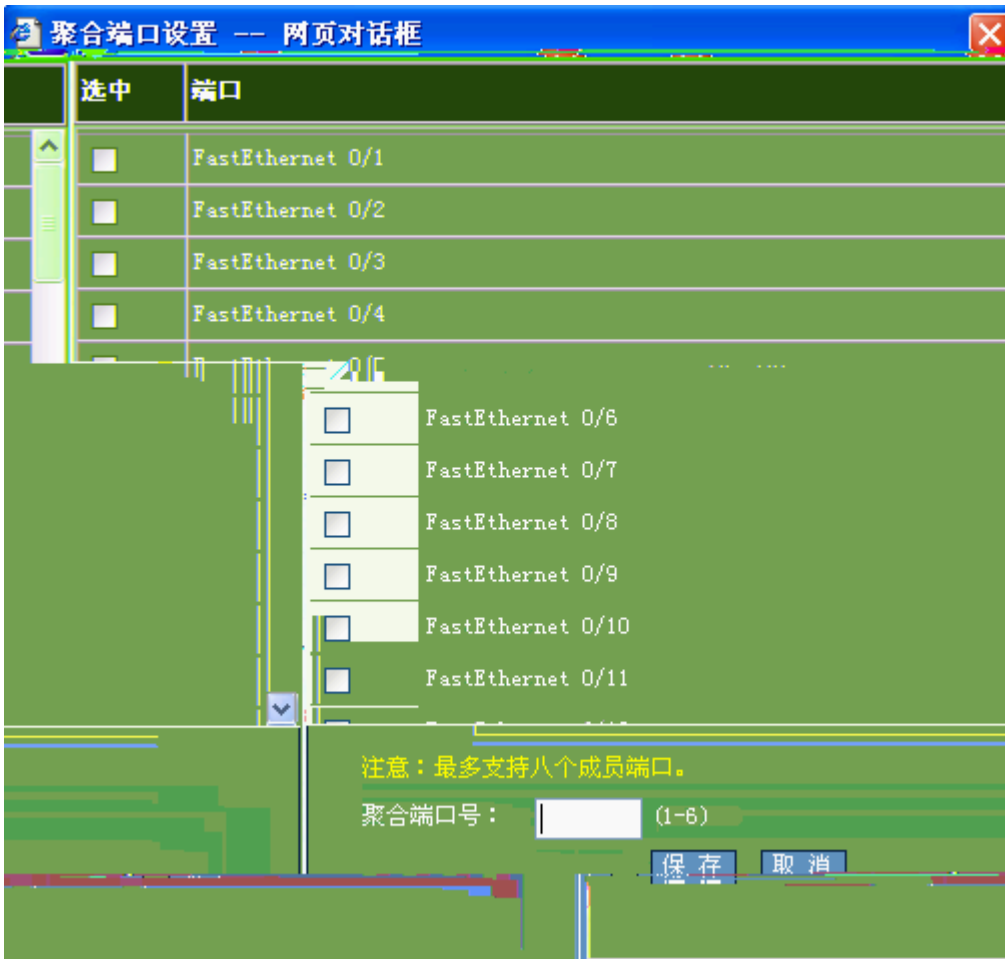 聚合端口设置 -- 网页对话框
选中 端口
FastEthernet 0/1
FastEthernet 0/2
FastEthernet 0/3
FastEthernet 0/4
FastEthernet 0/6
FastEthernet 0/7
FastEthernet 0/8
FastEthernet 0/9
FastEthernet 0/10
FastEthernet 0/11
注意：最多支持八个成员端口。
聚合端口号： (1-6)
保 存 取 消